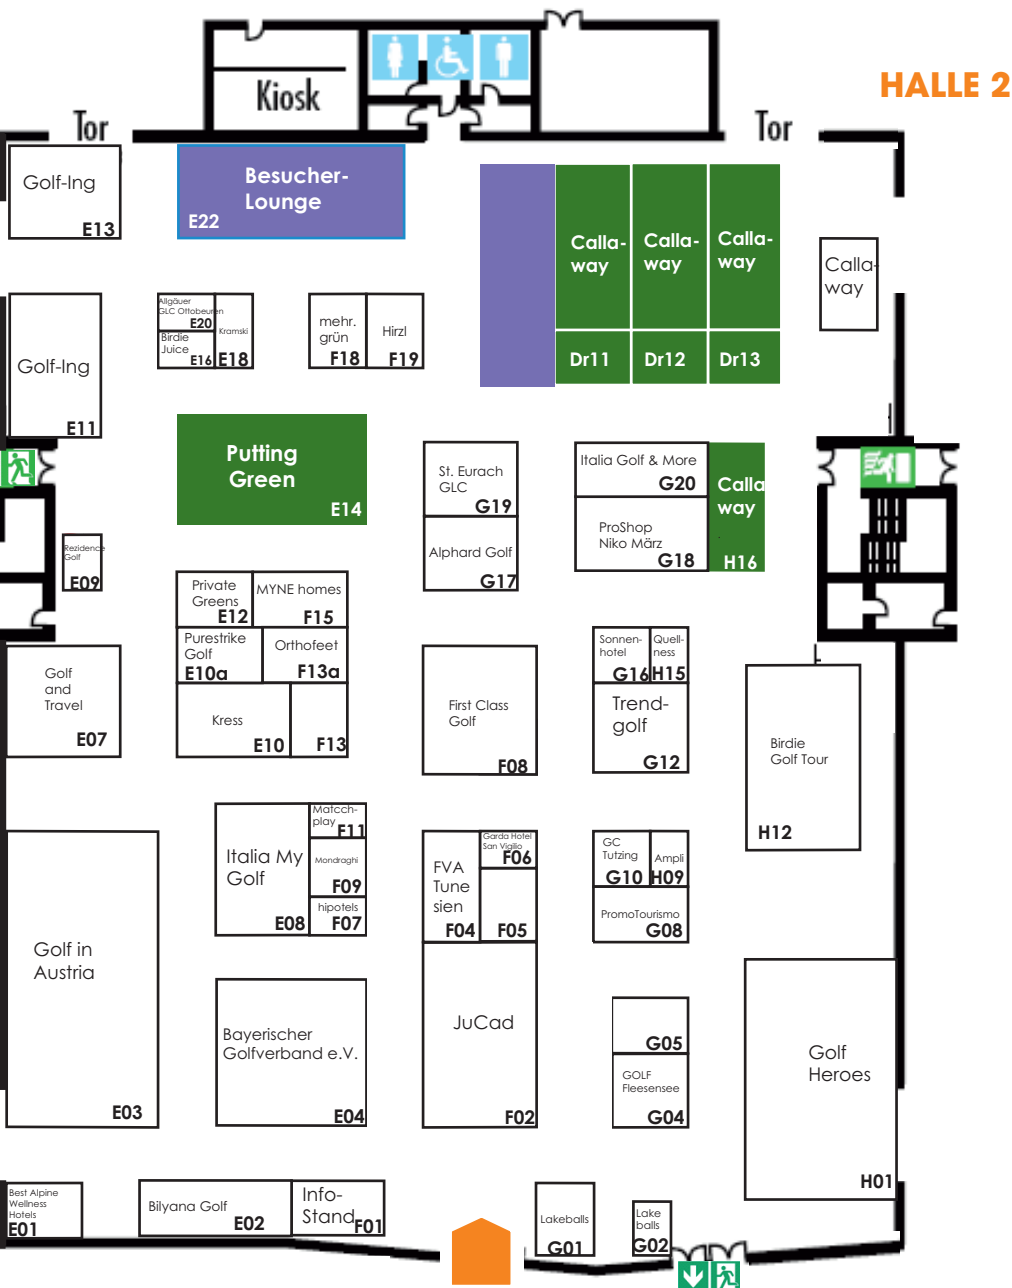 HALLE 2
Kiosk
Tor
Tor
Golf-Ing
E13
Besucher-
Lounge
E22
Calla-
way
Calla-
way
Calla-
way
Calla-
way
Dr11
Dr12
Dr13
Golf-Ing
E11
Allgäuer
GLC Ottobeuren
E20
Birdie
Juice
E16
Kramski
E18
mehr.
grün
F18
Hirzl
F19
Putting
Green
E14
St. Eurach
GLC
G19
Alphard Golf
G17
Italia Golf & More
G20
ProShop
Niko März
G18
Calla
way
H16
Rezidence
Golf
E09
Private
Greens
E12
MYNE homes
F15
Purestrike
Golf
E10a
Orthofeet
F13a
Kress
E10
F13
Golf
and
Travel
E07
First Class
Golf
F08
Sonnen-
hotel
G16
Quell-
ness
H15
Trend-
golf
G12
Birdie
Golf Tour
H12
Italia My
Golf
E08
Matcch-
play
F11
Mondraghi
F09
hipotels
F07
FVA
Tune
sien
F04
Garda Hotel
San Vigilio
F06
F05
GC
Tutzing
G10
Ampli
H09
PromoTourismo
G08
Golf in
Austria
E03
Bayerischer
Golfverband e.V.
E04
JuCad
F02
G05
GOLF
Fleesensee
G04
Golf
Heroes
H01
Best Alpine
Wellness
Hotels
E01
Bilyana Golf
E02
Info-
Stand
F01
Lakeballs
G01
Lake
balls
G02